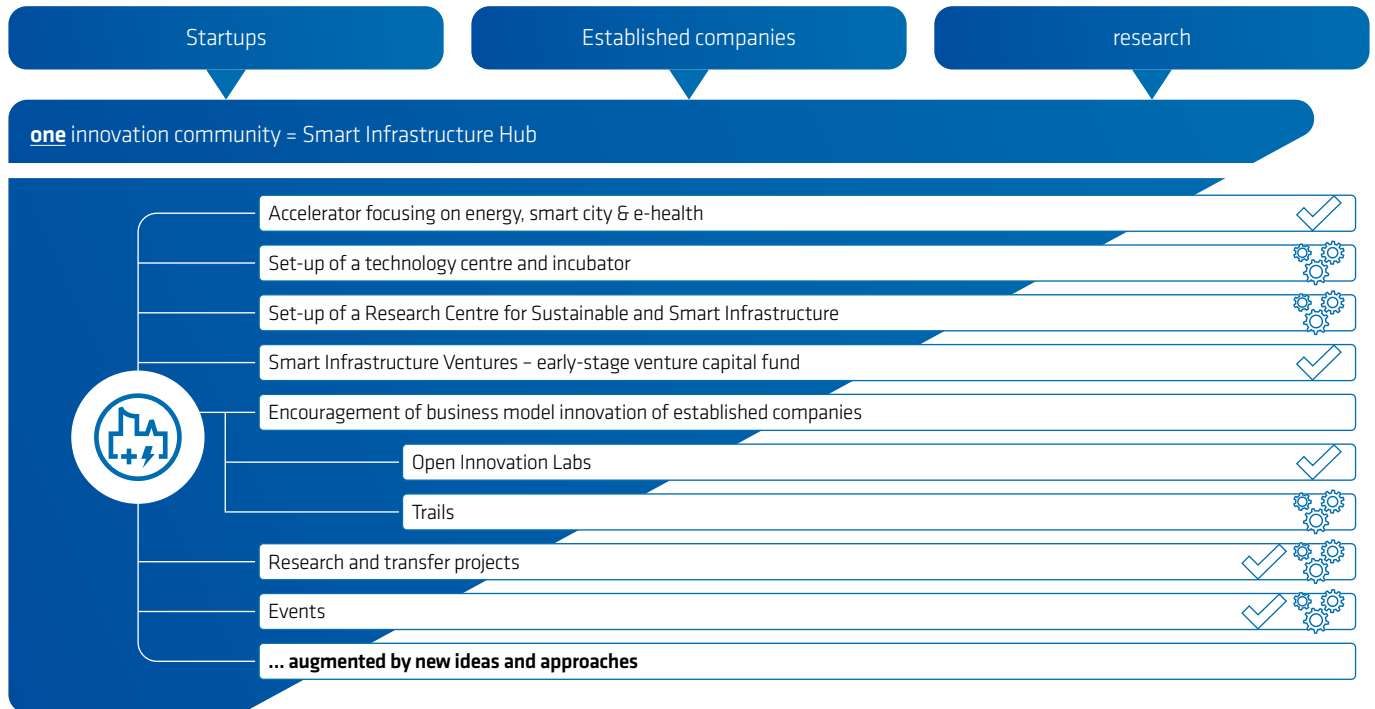 Startups
Established companies
research
one innovation community = Smart Infrastructure Hub
Accelerator focusing on energy, smart city & e-health
Set-up of a technology centre and incubator
Set-up of a Research Centre for Sustainable and Smart Infrastructure
Smart Infrastructure Ventures – early-stage venture capital fund
Encouragement of business model innovation of established companies
Open Innovation Labs
Trails
Research and transfer projects
Events
... augmented by new ideas and approaches